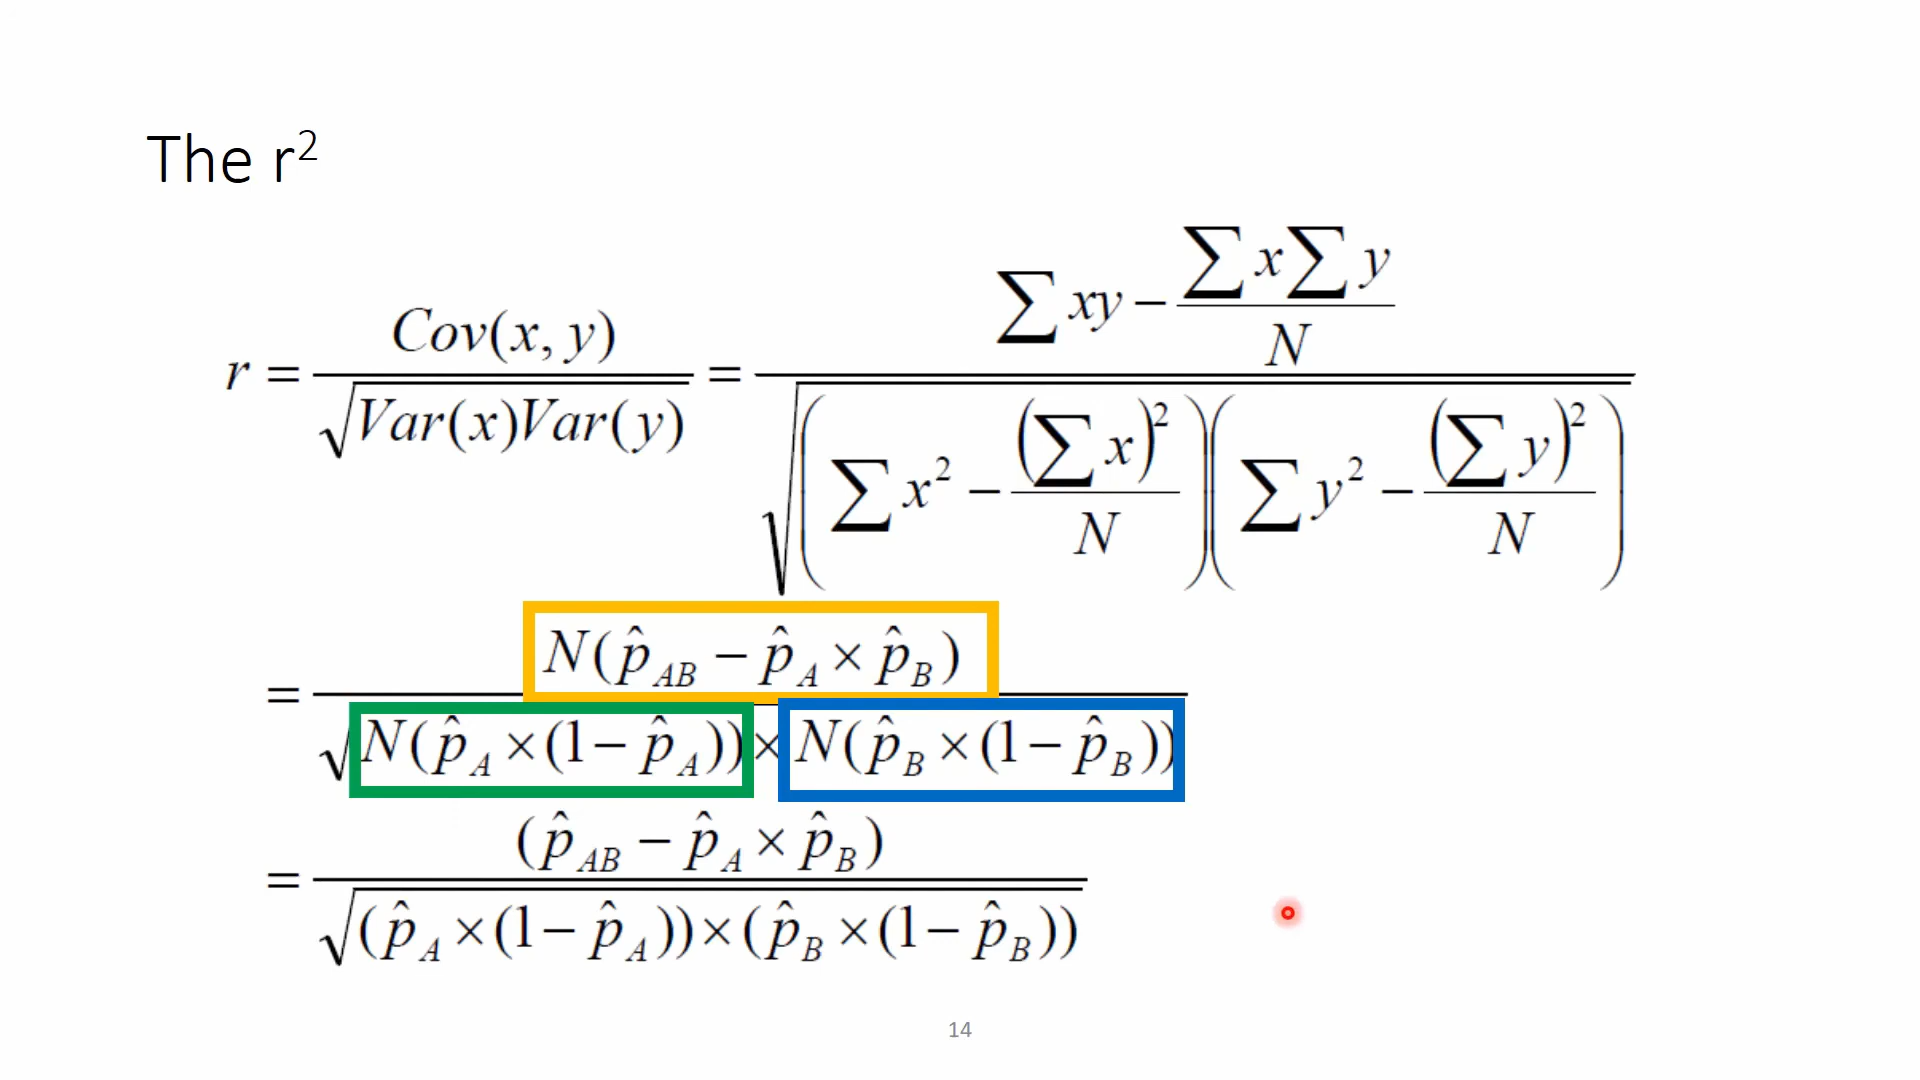 The r²
r = Cov(x, y) / √(Var(x)Var(y)) = (∑xy − (∑x∑y)/N) / √((∑x² − (∑x)²/N)(∑y² − (∑y)²/N))
= N(p̂_AB − p̂_A × p̂_B) / √(N(p̂_A × (1 − p̂_A)) × N(p̂_B × (1 − p̂_B)))
= (p̂_AB − p̂_A × p̂_B) / √((p̂_A × (1 − p̂_A)) × (p̂_B × (1 − p̂_B)))
14